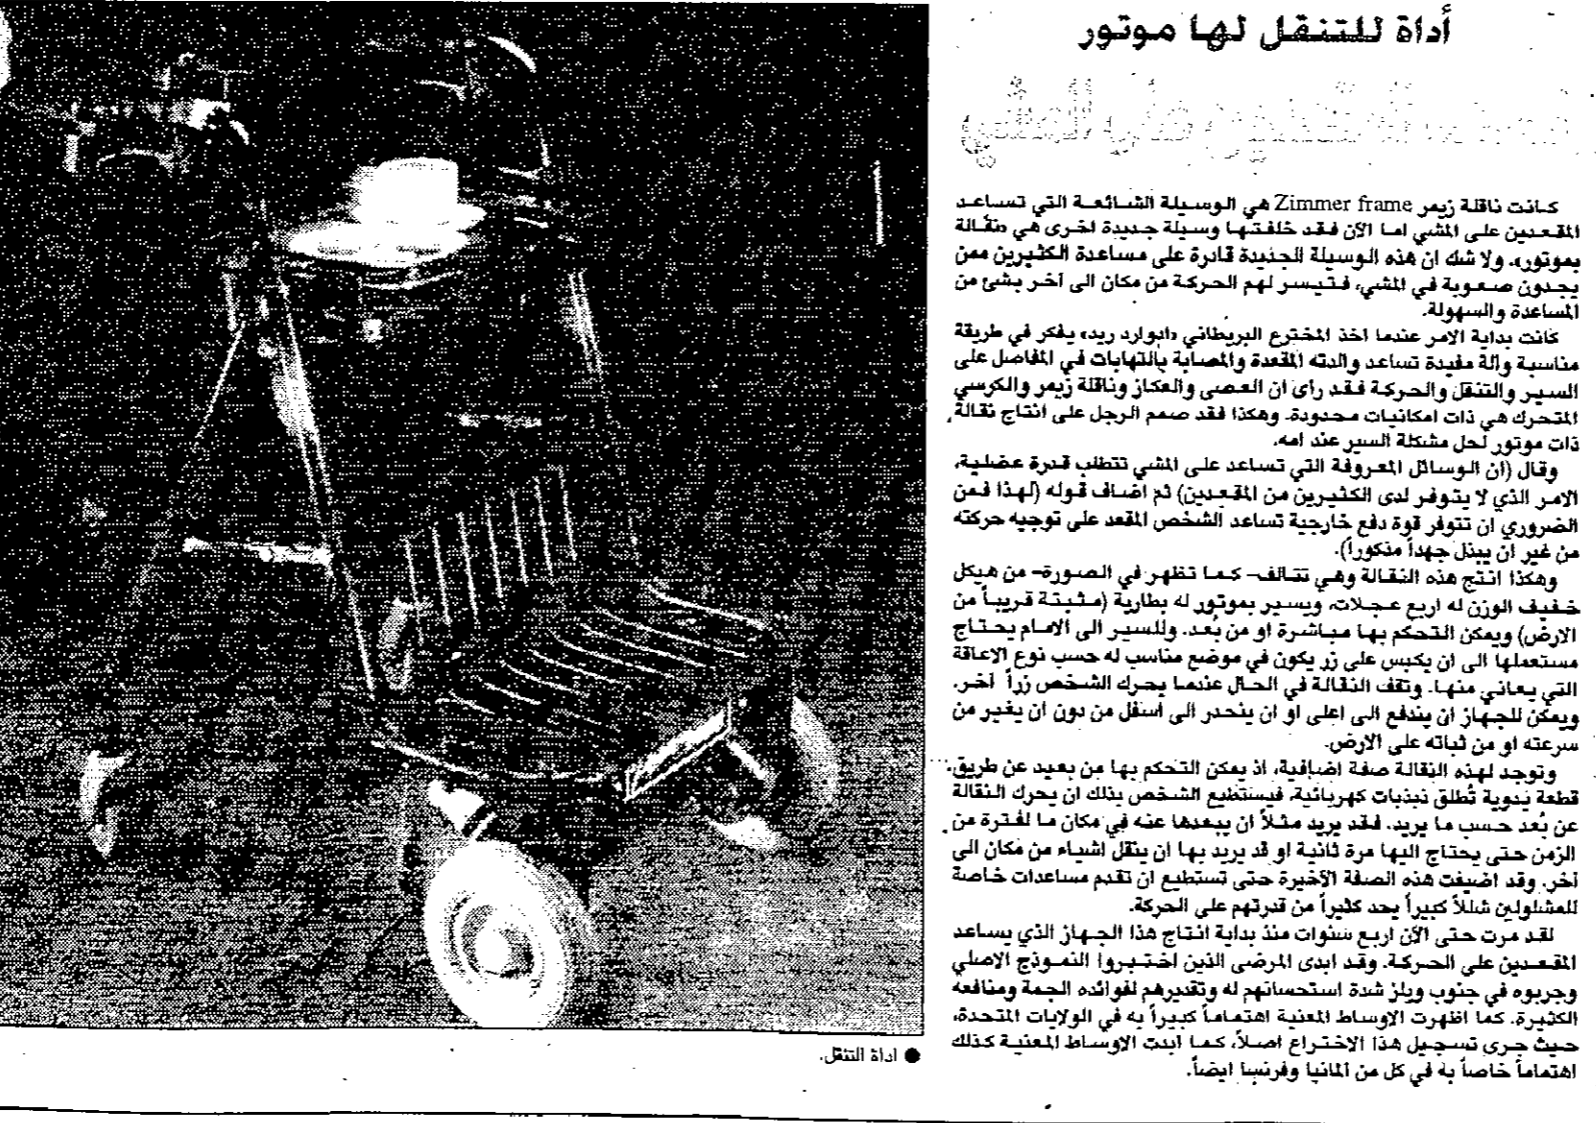 أداة للتنقل لها موتور
على المشي
كانت ناقلة زيمر Zimmer frame هي الوسيلة الشائعة التي تساعد
المقعدين على المشي اما الآن فقد خلفتها وسيلة جديدة اخرى هي «نقالة
بموتور». ولا شك ان هذه الوسيلة الجديدة قادرة على مساعدة الكثيرين ممن
يجدون صعوبة في المشي، فتيسر لهم الحركة من مكان الى آخر بشئ من
المساعدة والسهولة.
كانت بداية الامر عندما اخذ المخترع البريطاني «ادوارد ريد» يفكر في طريقة
مناسبة وآلة مفيدة تساعد والدته المقعدة والمصابة بالتهابات في المفاصل على
السير والتنقل والحركة فقد رأى ان العصى والعكاز وناقلة زيمر والكرسي
المتحرك هي ذات امكانيات محدودة. وهكذا فقد صمم الرجل على انتاج نقالة
ذات موتور لحل مشكلة السير عند امه.
وقال (ان الوسائل المعروفة التي تساعد على المشي تتطلب قدرة عضلية،
الامر الذي لا يتوفر لدى الكثيرين من المقعدين) ثم اضاف قوله (لهذا فمن
الضروري ان تتوفر قوة دفع خارجية تساعد الشخص المقعد على توجيه حركته
من غير ان يبذل جهداً مذكوراً).
وهكذا انتج هذه النقالة وهي تتالف- كما تظهر في الصورة- من هيكل
خفيف الوزن له اربع عجلات، ويسير بموتور له بطارية (مثبتة قريباً من
الارض) ويمكن التحكم بها مباشرة او من بُعد. وللسير الى الامام يحتاج
مستعملها الى ان يكبس على زر يكون في موضع مناسب له حسب نوع الاعاقة
التي يعاني منها. وتقف النقالة في الحال عندما يحرك الشخص زراً آخر.
ويمكن للجهاز ان يندفع الى اعلى او ان ينحدر الى اسفل من دون ان يغير من
سرعته او من ثباته على الارض.
وتوجد لهذه النقالة صفة اضافية، اذ يمكن التحكم بها من بعيد عن طريق
قطعة يدوية تُطلق ذبذبات كهربائية، فيستطيع الشخص بذلك ان يحرك النقالة
عن بُعد حسب ما يريد. فقد يريد مثلاً ان يبعدها عنه في مكان ما لفترة من
الزمن حتى يحتاج اليها مرة ثانية او قد يريد بها ان ينقل اشياء من مكان الى
آخر. وقد اضيفت هذه الصفة الاخيرة حتى تستطيع ان تقدم مساعدات خاصة
للمشلولين شللاً كبيراً يحد كثيراً من قدرتهم على الحركة.
لقد مرت حتى الآن اربع سنوات منذ بداية انتاج هذا الجهاز الذي يساعد
المقعدين على الحركة. وقد ابدى المرضى الذين اختبروا النموذج الاصلي
وجربوه في جنوب ويلز شدة استحسانهم له وتقديرهم لفوائده الجمة ومنافعه
الكثيرة. كما اظهرت الاوساط المعنية اهتماماً كبيراً به في الولايات المتحدة،
حيث جرى تسجيل هذا الاختراع اصلاً، كما ابدت الاوساط المعنية كذلك
اهتماماً خاصاً به في كل من المانيا وفرنسا ايضاً.
● اداة التنقل.